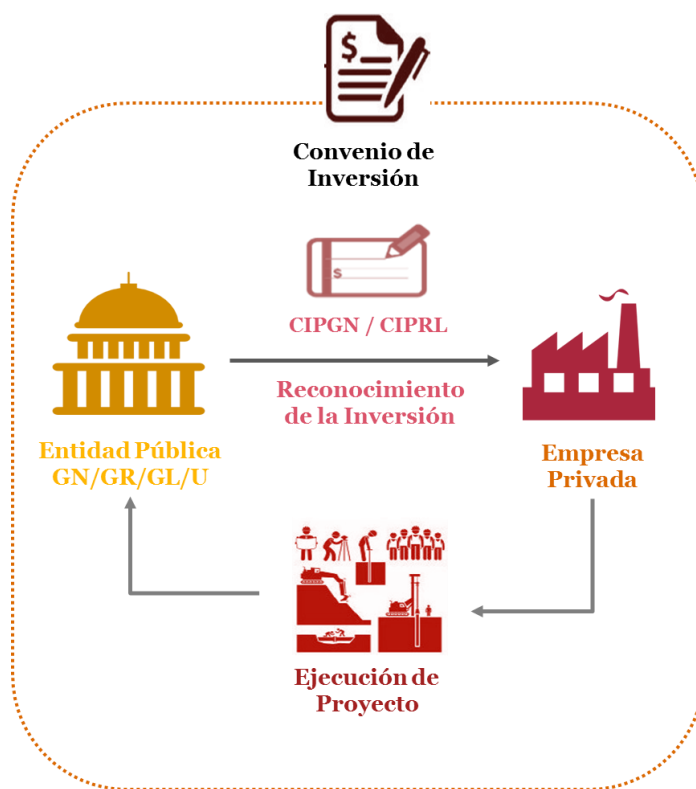 $
Convenio de
Inversión
$
CIPGN / CIPRL
Reconocimiento
de la Inversión
Entidad Pública
GN/GR/GL/U
Empresa
Privada
Ejecución de
Proyecto